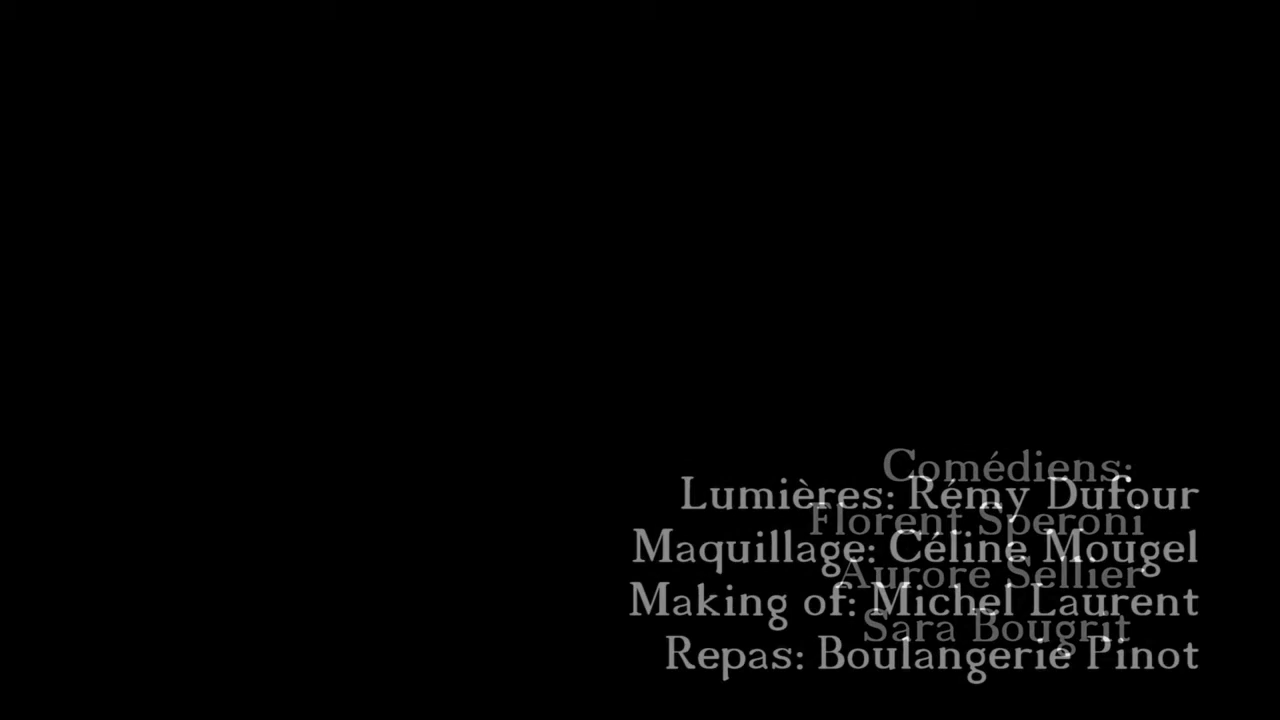 Comédiens:
Lumières: Rémy Dufour
Florent Speroni
Maquillage: Céline Mougel
Aurore Sellier
Making of: Michel Laurent
Sara Bougrit
Repas: Boulangerie Pinot